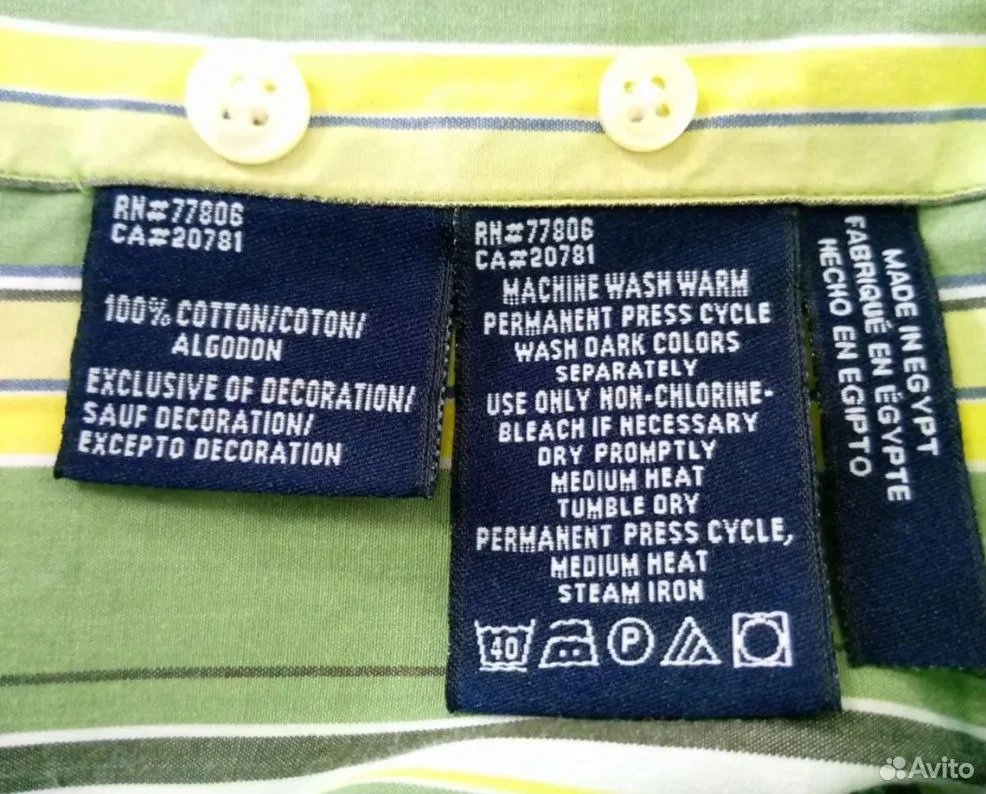 RN#77806
CA#20781
100% COTTON/COTON/
ALGODON
EXCLUSIVE OF DECORATION/
SAUF DECORATION/
EXCEPTO DECORATION
RN#77806
CA#20781
MACHINE WASH WARM
PERMANENT PRESS CYCLE
WASH DARK COLORS
SEPARATELY
USE ONLY NON-CHLORINE-
BLEACH IF NECESSARY
DRY PROMPTLY
MEDIUM HEAT
TUMBLE DRY
PERMANENT PRESS CYCLE,
MEDIUM HEAT
STEAM IRON
40 P
MADE IN EGYPT
FABRIQUÉ EN ÉGYPTE
HECHO EN EGIPTO
Avito